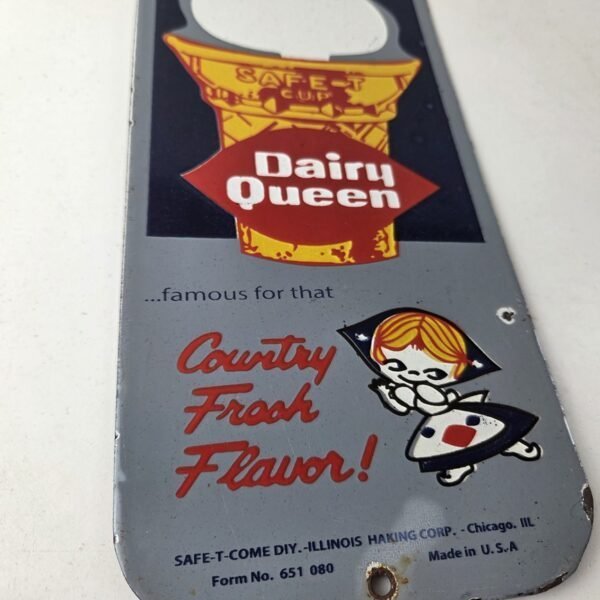 SAFE-T
CUP
Dairy
Queen
...famous for that
Country
Fresh
Flavor!
SAFE-T-COME DIY.-ILLINOIS HAKING CORP. - Chicago. IIL
Form No. 651 080
Made in U.S.A